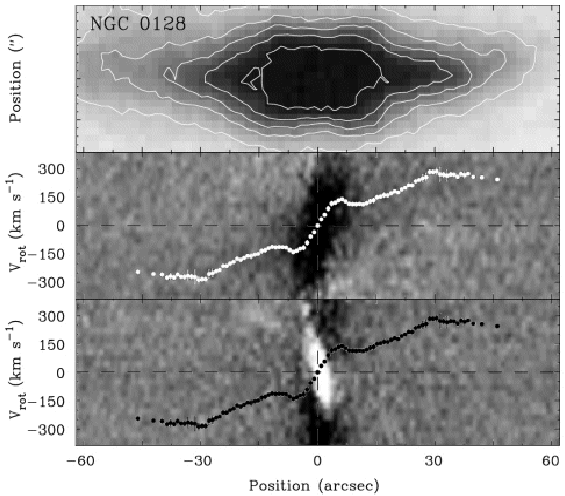 NGC 0128
Position (")
300
150
0
−150
−300
V_rot (km s⁻¹)
300
150
0
−150
−300
V_rot (km s⁻¹)
−60 −30 0 30 60
Position (arcsec)